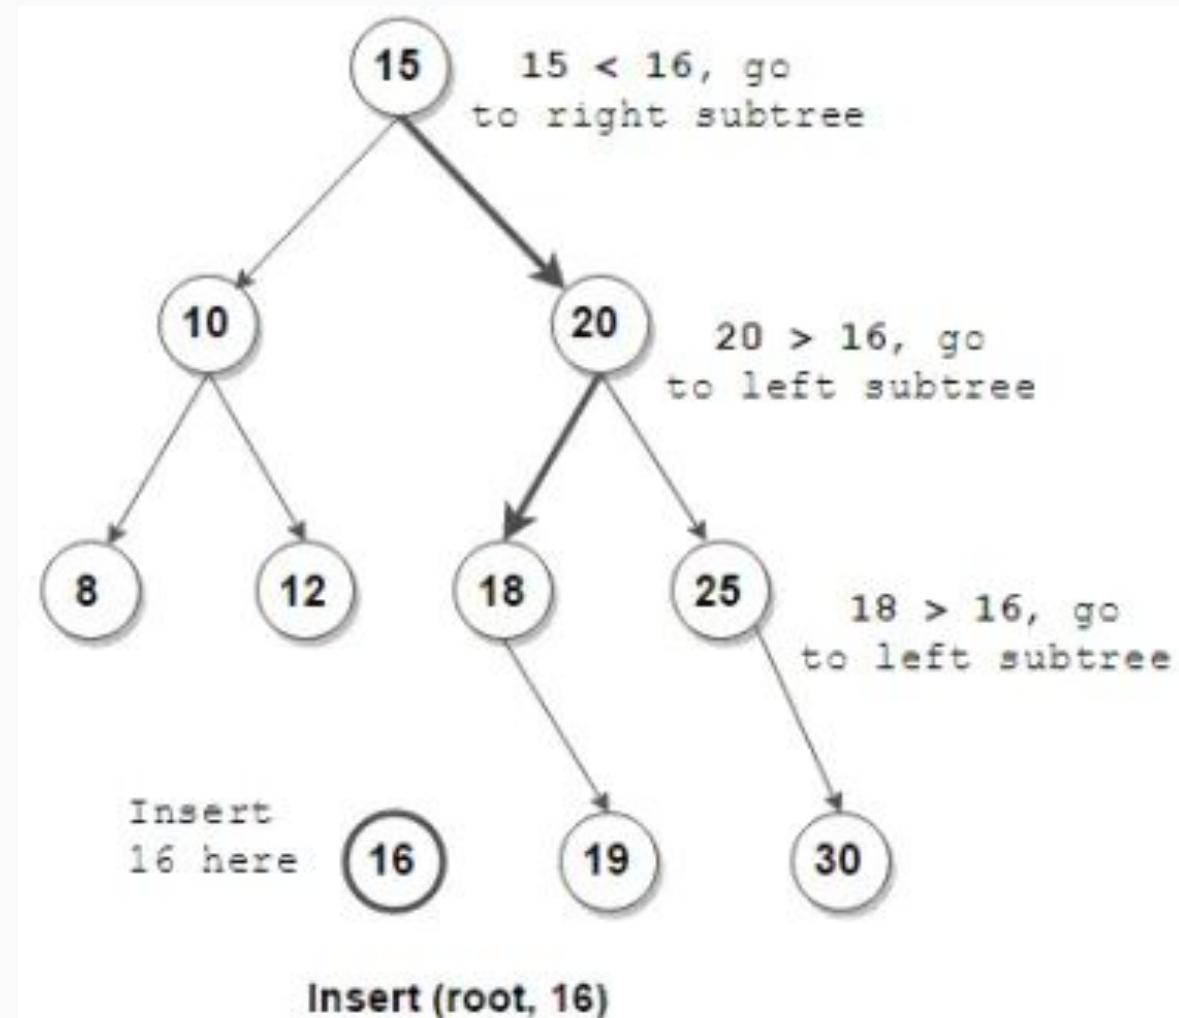 15
15 < 16, go
to right subtree
10
20
20 > 16, go
to left subtree
8
12
18
25
18 > 16, go
to left subtree
Insert
16 here
16
19
30
Insert (root, 16)